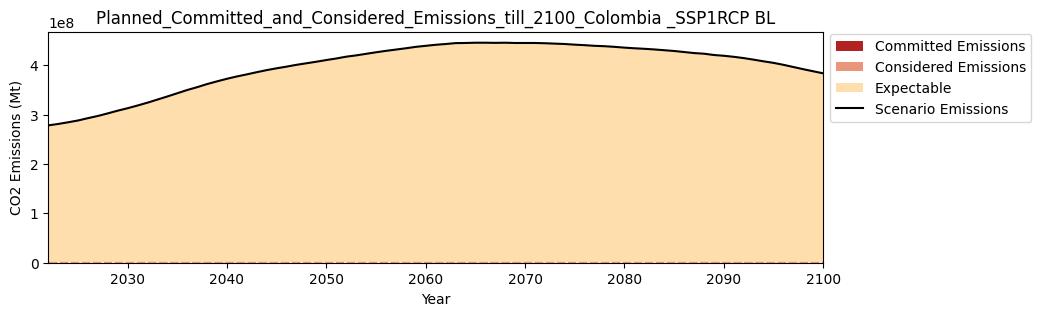 Planned_Committed_and_Considered_Emissions_till_2100_Colombia _SSP1RCP BL
1e8
4
3
2
1
0
CO2 Emissions (Mt)
2030 2040 2050 2060 2070 2080 2090 2100
Year
Committed Emissions
Considered Emissions
Expectable
Scenario Emissions